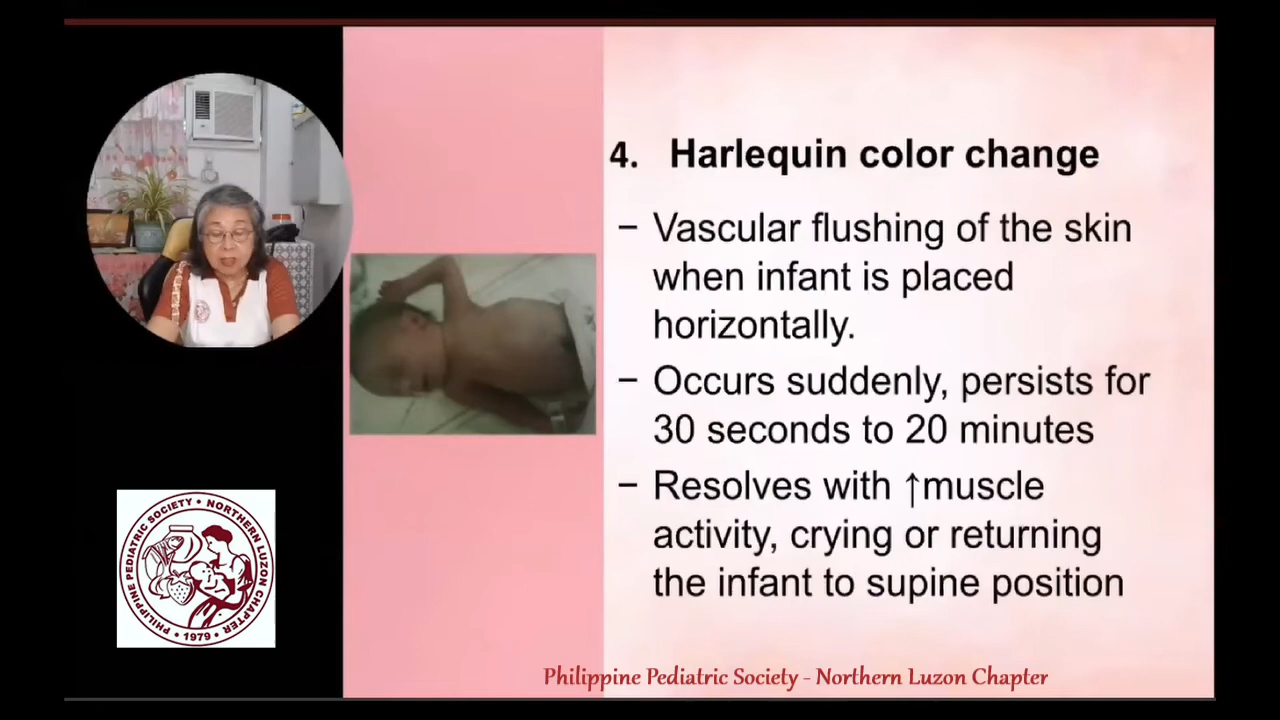 4. Harlequin color change
– Vascular flushing of the skin
when infant is placed
horizontally.
– Occurs suddenly, persists for
30 seconds to 20 minutes
– Resolves with ↑muscle
activity, crying or returning
the infant to supine position
PHILIPPINE PEDIATRIC SOCIETY • NORTHERN LUZON CHAPTER
• 1979 •
Philippine Pediatric Society - Northern Luzon Chapter